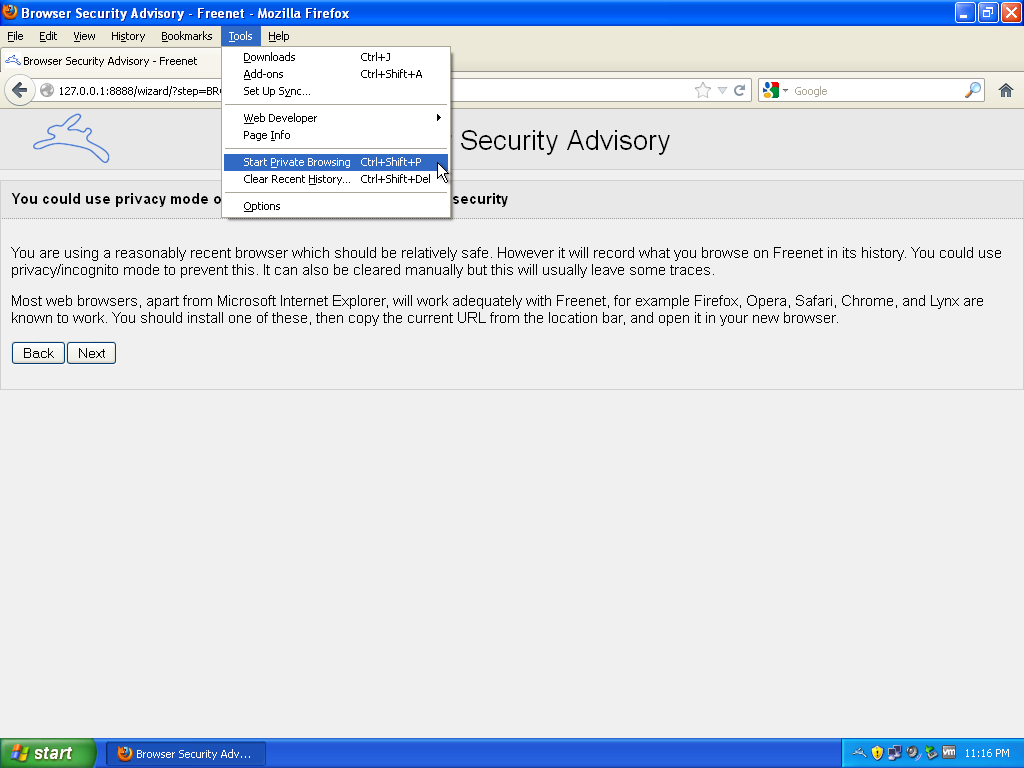 Browser Security Advisory - Freenet - Mozilla Firefox
File Edit View History Bookmarks Tools Help
Browser Security Advisory - Freenet
127.0.0.1:8888/wizard/?step=BR
Google
Downloads Ctrl+J
Add-ons Ctrl+Shift+A
Set Up Sync...
Web Developer
Page Info
Start Private Browsing Ctrl+Shift+P
Clear Recent History... Ctrl+Shift+Del
Options
Security Advisory
You could use privacy mode security
You are using a reasonably recent browser which should be relatively safe. However it will record what you browse on Freenet in its history. You could use
privacy/incognito mode to prevent this. It can also be cleared manually but this will usually leave some traces.
Most web browsers, apart from Microsoft Internet Explorer, will work adequately with Freenet, for example Firefox, Opera, Safari, Chrome, and Lynx are
known to work. You should install one of these, then copy the current URL from the location bar, and open it in your new browser.
Back Next
start Browser Security Adv... vm 11:16 PM